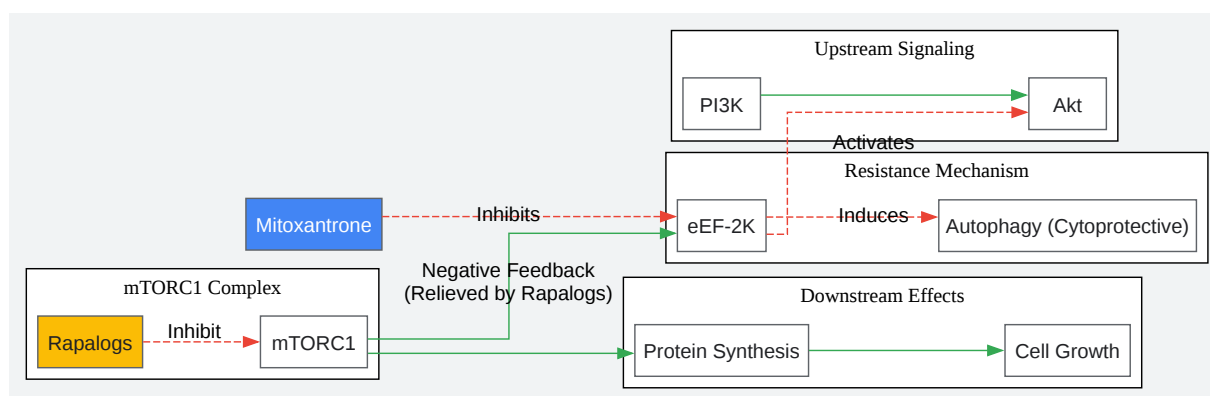 Upstream Signaling
PI3K
Akt
Activates
Resistance Mechanism
Mitoxantrone
Inhibits
eEF-2K
Induces
Autophagy (Cytoprotective)
Negative Feedback
(Relieved by Rapalogs)
mTORC1 Complex
Rapalogs
Inhibit
mTORC1
Downstream Effects
Protein Synthesis
Cell Growth